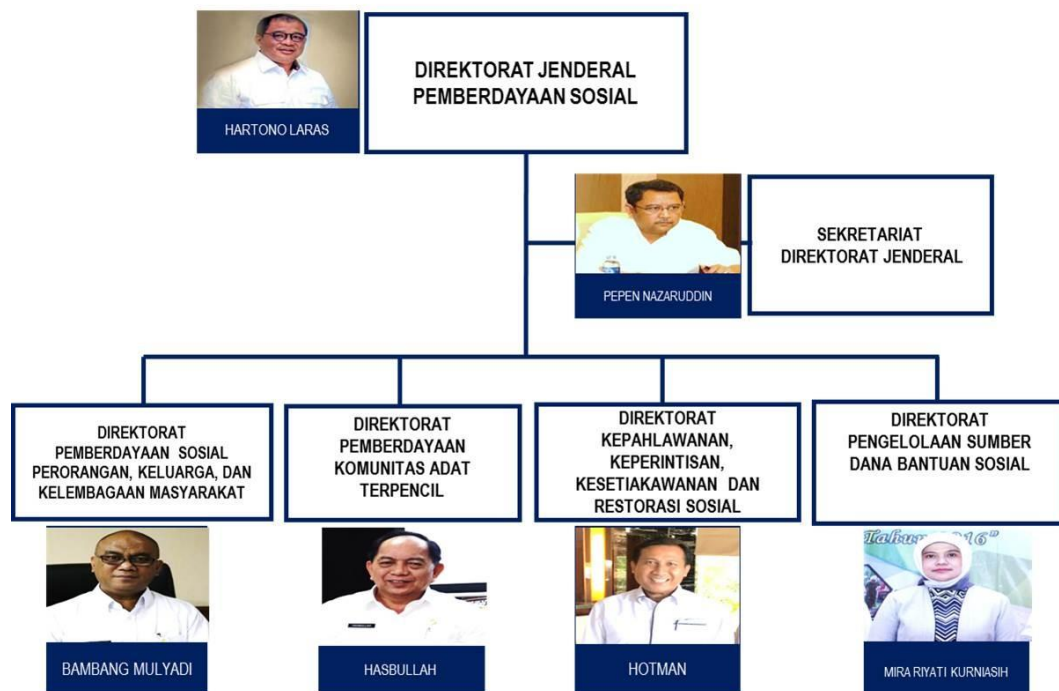 DIREKTORAT JENDERAL
PEMBERDAYAAN SOSIAL
HARTONO LARAS
SEKRETARIAT
DIREKTORAT JENDERAL
PEPEN NAZARUDDIN
DIREKTORAT
PEMBERDAYAAN SOSIAL
PERORANGAN, KELUARGA, DAN
KELEMBAGAAN MASYARAKAT
BAMBANG MULYADI
DIREKTORAT
PEMBERDAYAAN
KOMUNITAS ADAT
TERPENCIL
HASBULLAH
DIREKTORAT
KEPAHLAWANAN,
KEPERINTISAN,
KESETIAKAWANAN DAN
RESTORASI SOSIAL
HOTMAN
DIREKTORAT
PENGELOLAAN SUMBER
DANA BANTUAN SOSIAL
Tahun 2016"
MIRA RIYATI KURNIASIH